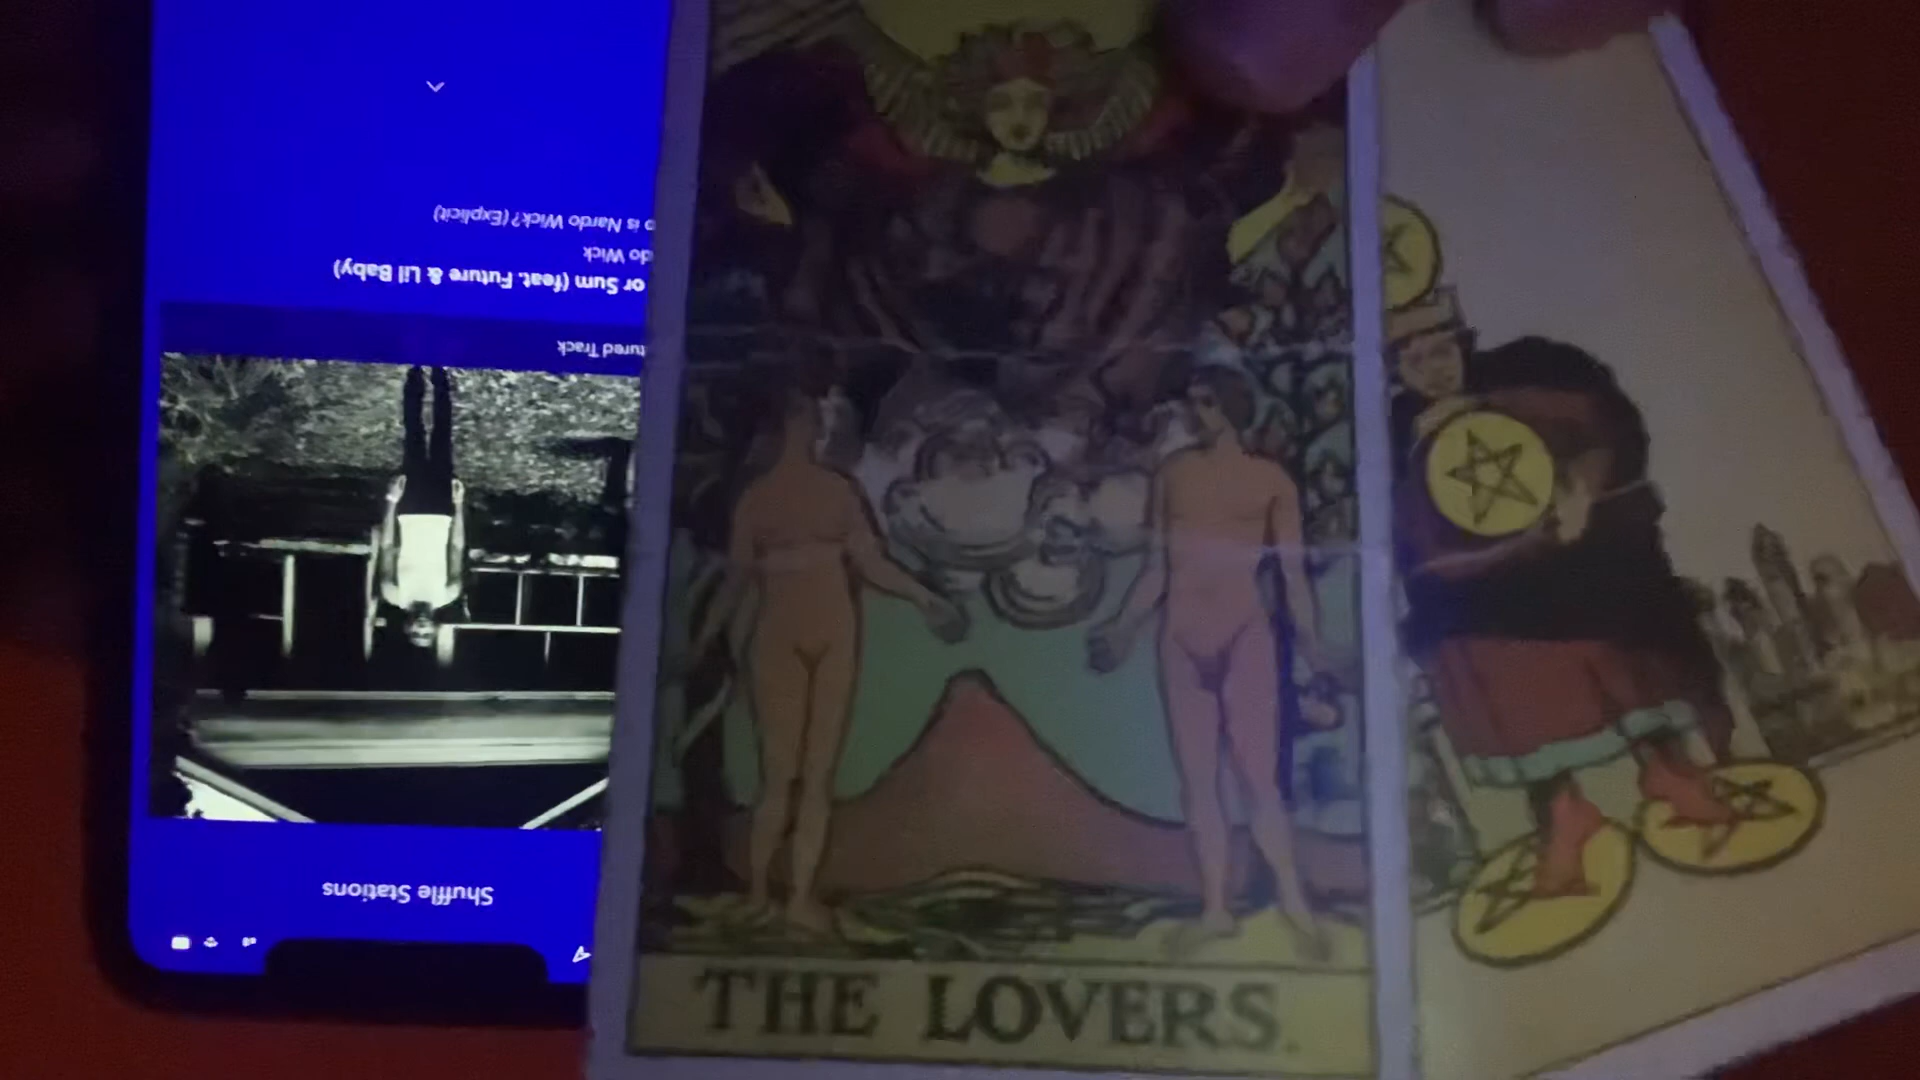 o is Nardo Wick? (Explicit)
do Wick
or Sum (feat. Future & Lil Baby)
tured Track
Shuffle Stations
THE LOVERS.